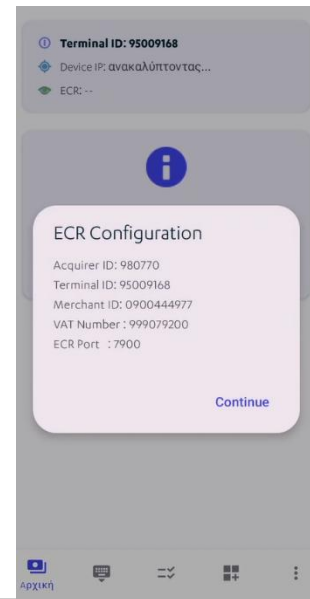 Terminal ID: 95009168
Device IP: ανακαλύπτοντας...
ECR: --
ECR Configuration
Acquirer ID: 980770
Terminal ID: 95009168
Merchant ID: 0900444977
VAT Number : 999079200
ECR Port : 7900
Continue
Αρχική